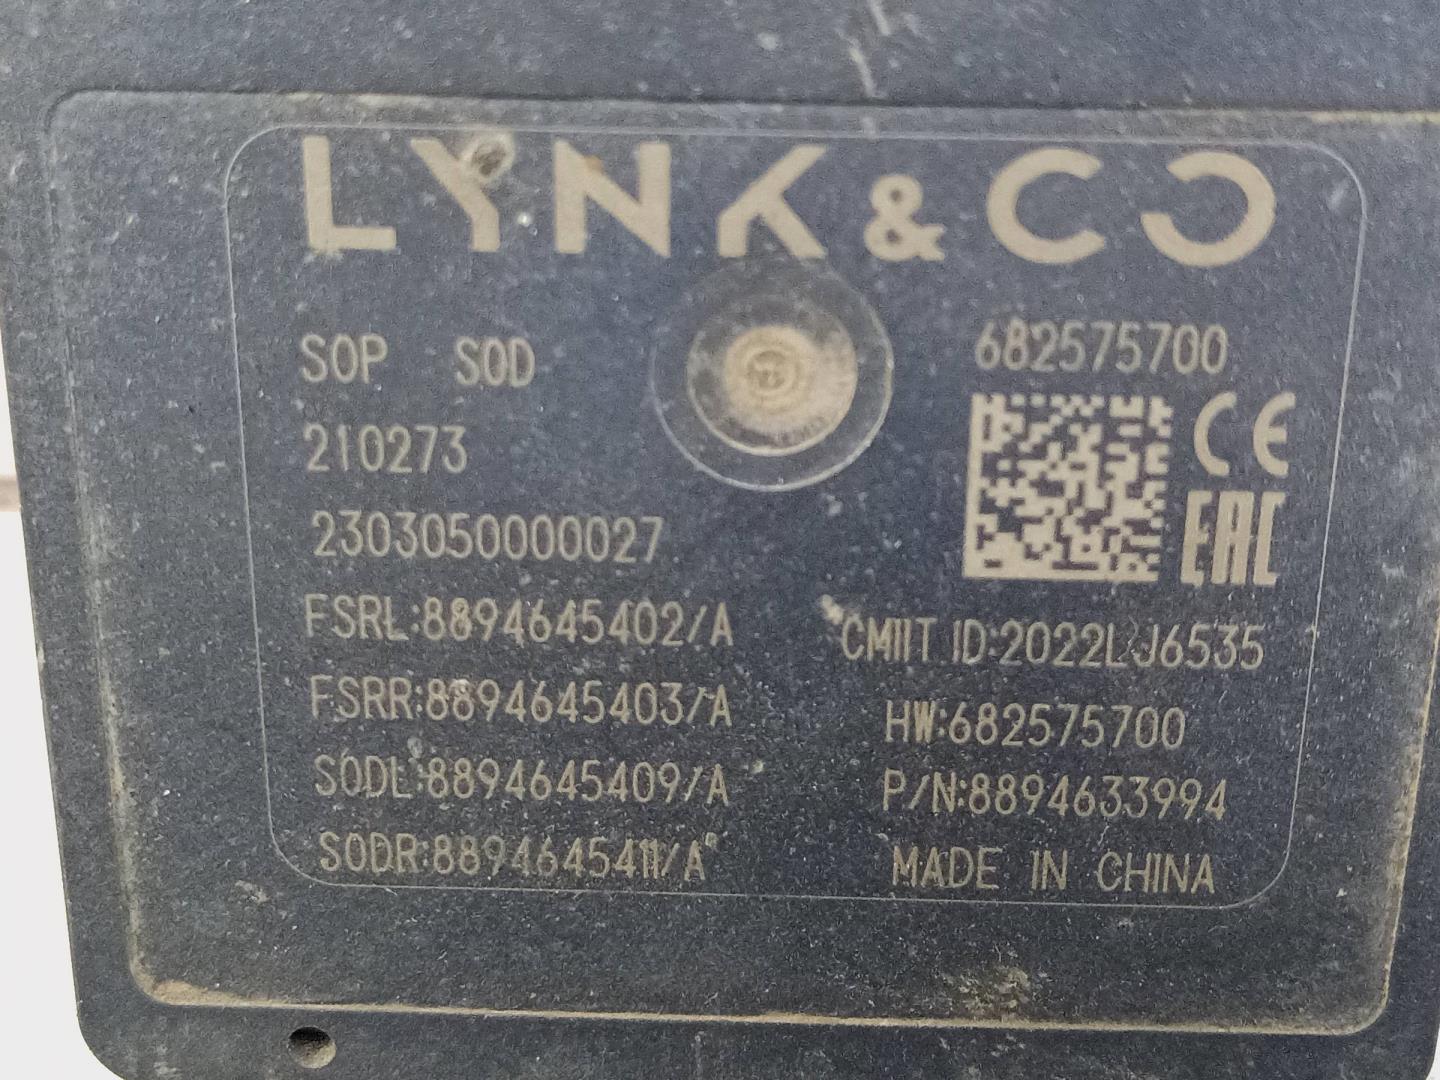 LYNK & CO
SOP SOD
682575700
210273
CE
2303050000027
EAC
FSRL:8894645402/A
CMIIT ID:2022LJ6535
FSRR:8894645403/A
HW:682575700
SODL:8894645409/A
P/N:8894633994
SODR:8894645411/A
MADE IN CHINA